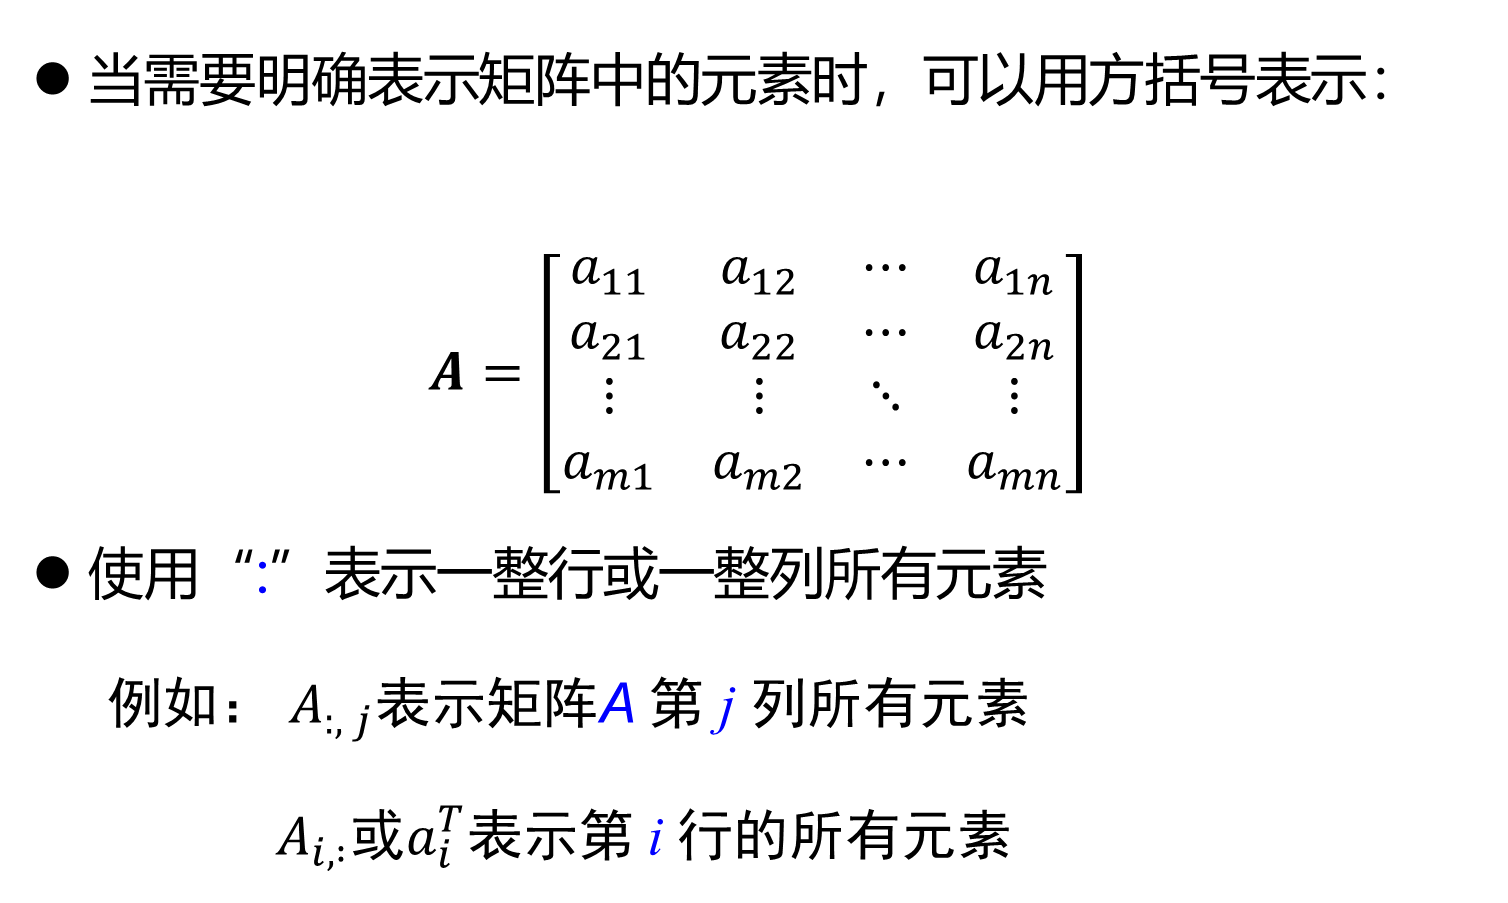 ● 当需要明确表示矩阵中的元素时，可以用方括号表示：
a₁₁ a₁₂ ⋯ a₁ₙ
a₂₁ a₂₂ ⋯ a₂ₙ
A =
⋮ ⋮ ⋱ ⋮
aₘ₁ aₘ₂ ⋯ aₘₙ
● 使用“:”表示一整行或一整列所有元素
例如： A:, j表示矩阵A 第 j 列所有元素
Ai,:或aiT表示第 i 行的所有元素